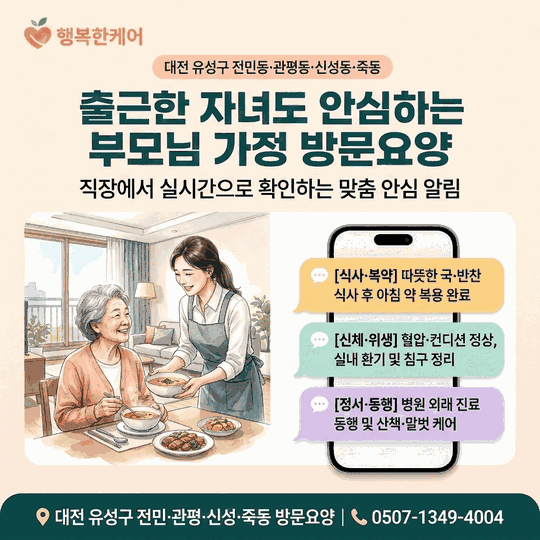 행복한케어
대전 유성구 전민동·관평동·신성동·죽동
출근한 자녀도 안심하는
부모님 가정 방문요양
직장에서 실시간으로 확인하는 맞춤 안심 알림
[식사·복약] 따뜻한 국·반찬
식사 후 아침 약 복용 완료
[신체·위생] 혈압·컨디션 정상,
실내 환기 및 침구 정리
[정서·동행] 병원 외래 진료
동행 및 산책·말벗 케어
대전 유성구 전민·관평·신성·죽동 방문요양 | 0507-1349-4004